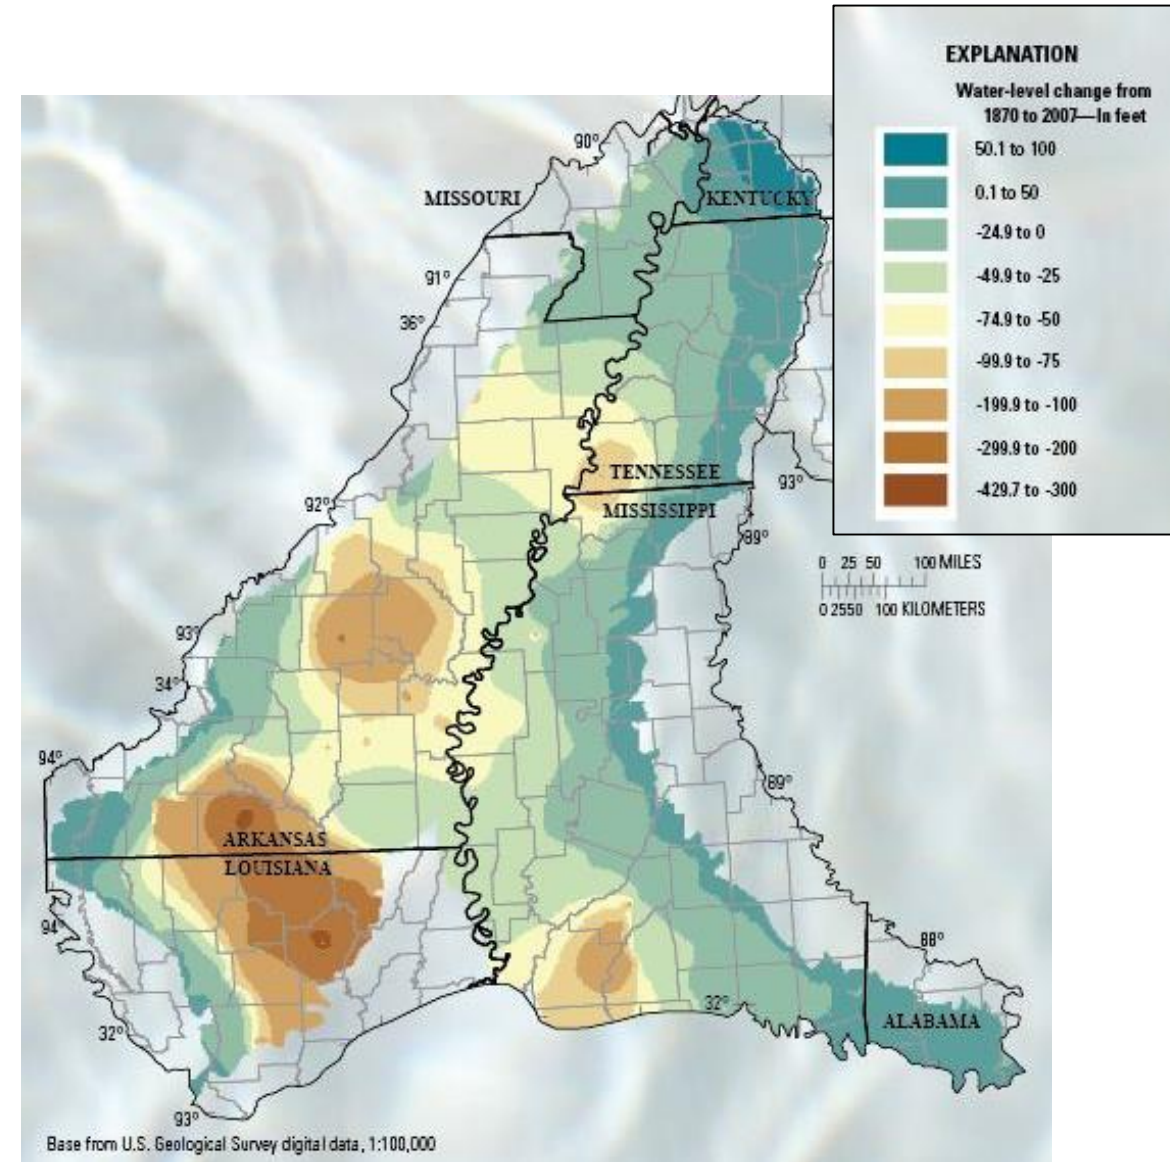 EXPLANATION
Water-level change from
1870 to 2007—In feet
50.1 to 100
0.1 to 50
-24.9 to 0
-49.9 to -25
-74.9 to -50
-99.9 to -75
-199.9 to -100
-299.9 to -200
-429.7 to -300
90°
MISSOURI
KENTUCKY
91°
36°
TENNESSEE
93°
MISSISSIPPI
92°
89°
0 25 50 100 MILES
0 25 50 100 KILOMETERS
93°
34°
94°
89°
ARKANSAS
LOUISIANA
94°
88°
32°
ALABAMA
32°
93°
Base from U.S. Geological Survey digital data, 1:100,000